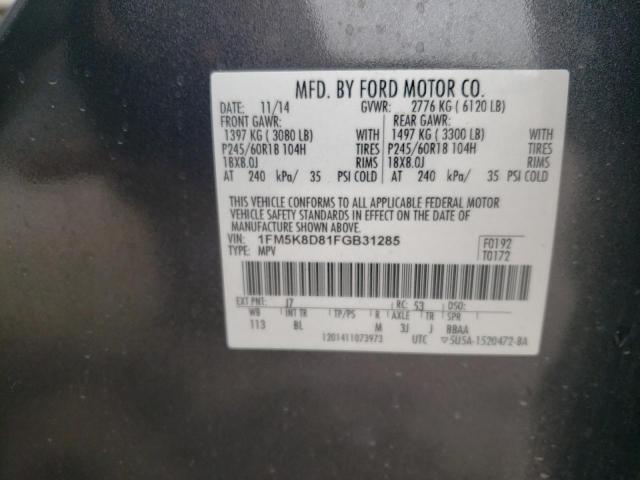 MFD. BY FORD MOTOR CO.
DATE: 11/14 GVWR: 2776 KG ( 6120 LB)
FRONT GAWR: REAR GAWR:
1397 KG ( 3080 LB) WITH 1497 KG ( 3300 LB) WITH
P245/60R18 104H TIRES P245/60R18 104H TIRES
18X8.0J RIMS 18X8.0J RIMS
AT 240 kPa/ 35 PSI COLD AT 240 kPa/ 35 PSI COLD
THIS VEHICLE CONFORMS TO ALL APPLICABLE FEDERAL MOTOR
VEHICLE SAFETY STANDARDS IN EFFECT ON THE DATE OF
MANUFACTURE SHOWN ABOVE.
VIN: 1FM5K8D81FGB31285 F0192
TYPE: MPV T0172
EXT PNT: J7 RC: 53 DSO:
WB INT TR TP/PS R AXLE TR SPR
113 BL M 3J J BBAA
1201411073973 UTC ▽5U5A-1520472-BA